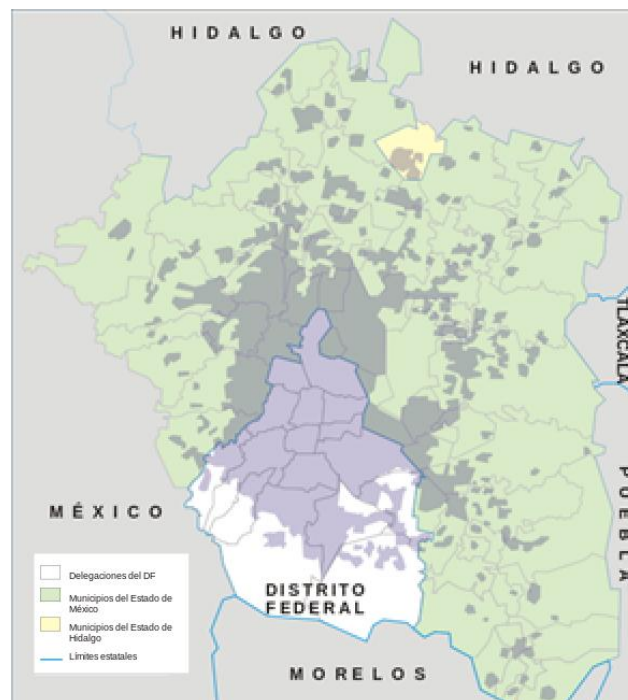 HIDALGO
HIDALGO
TLAXCALA
PUEBLA
MÉXICO
Delegaciones del DF
Municipios del Estado de
México
Municipios del Estado de
Hidalgo
Límites estatales
DISTRITO
FEDERAL
MORELOS